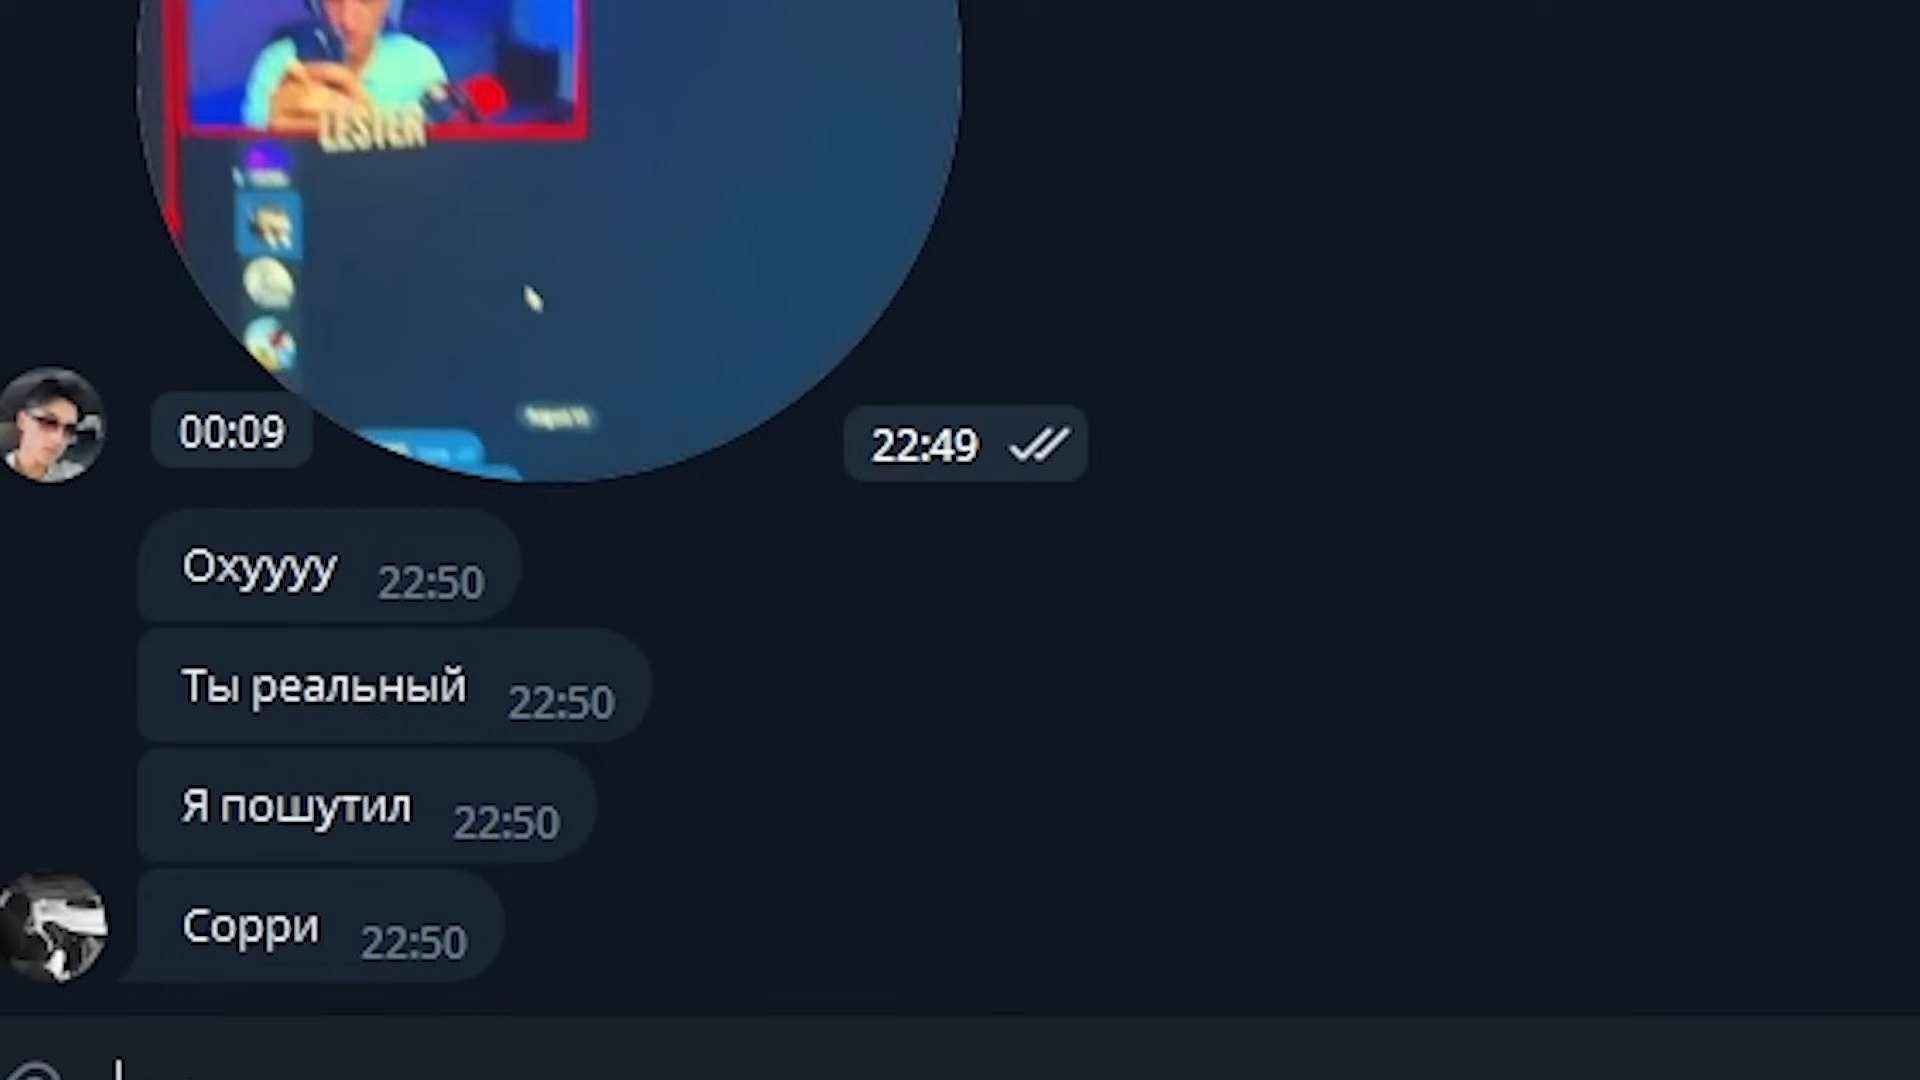 LESTER
00:09
22:49
Охуууу 22:50
Ты реальный 22:50
Я пошутил 22:50
Сорри 22:50